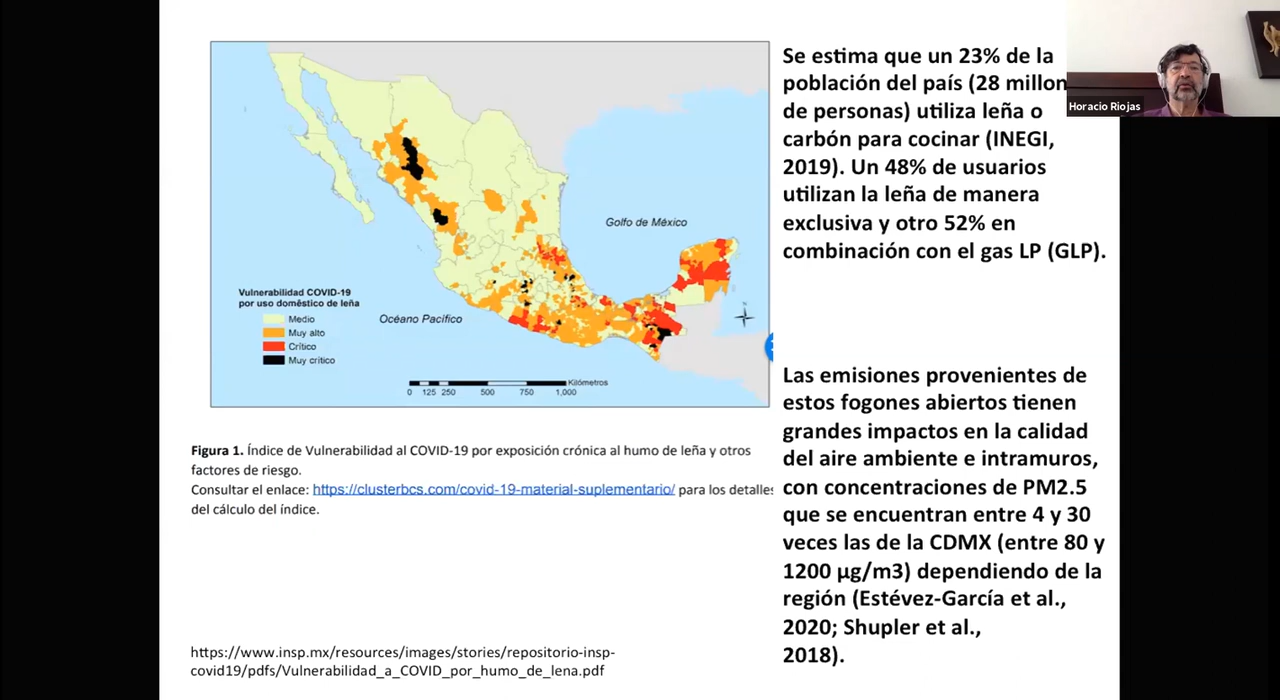 Golfo de México
Vulnerabilidad COVID-19
por uso doméstico de leña
Medio
Muy alto
Crítico
Muy crítico
Océano Pacífico
N
Kilómetros
0 125 250 500 750 1,000
Figura 1. Índice de Vulnerabilidad al COVID-19 por exposición crónica al humo de leña y otros
factores de riesgo.
Consultar el enlace: https://clusterbcs.com/covid-19-material-suplementario/ para los detalles
del cálculo del índice.
https://www.insp.mx/resources/images/stories/repositorio-insp-
covid19/pdfs/Vulnerabilidad_a_COVID_por_humo_de_lena.pdf
Se estima que un 23% de la
población del país (28 millon
de personas) utiliza leña o
carbón para cocinar (INEGI,
2019). Un 48% de usuarios
utilizan la leña de manera
exclusiva y otro 52% en
combinación con el gas LP (GLP).
Las emisiones provenientes de
estos fogones abiertos tienen
grandes impactos en la calidad
del aire ambiente e intramuros,
con concentraciones de PM2.5
que se encuentran entre 4 y 30
veces las de la CDMX (entre 80 y
1200 μg/m3) dependiendo de la
región (Estévez-García et al.,
2020; Shupler et al.,
2018).
Horacio Riojas